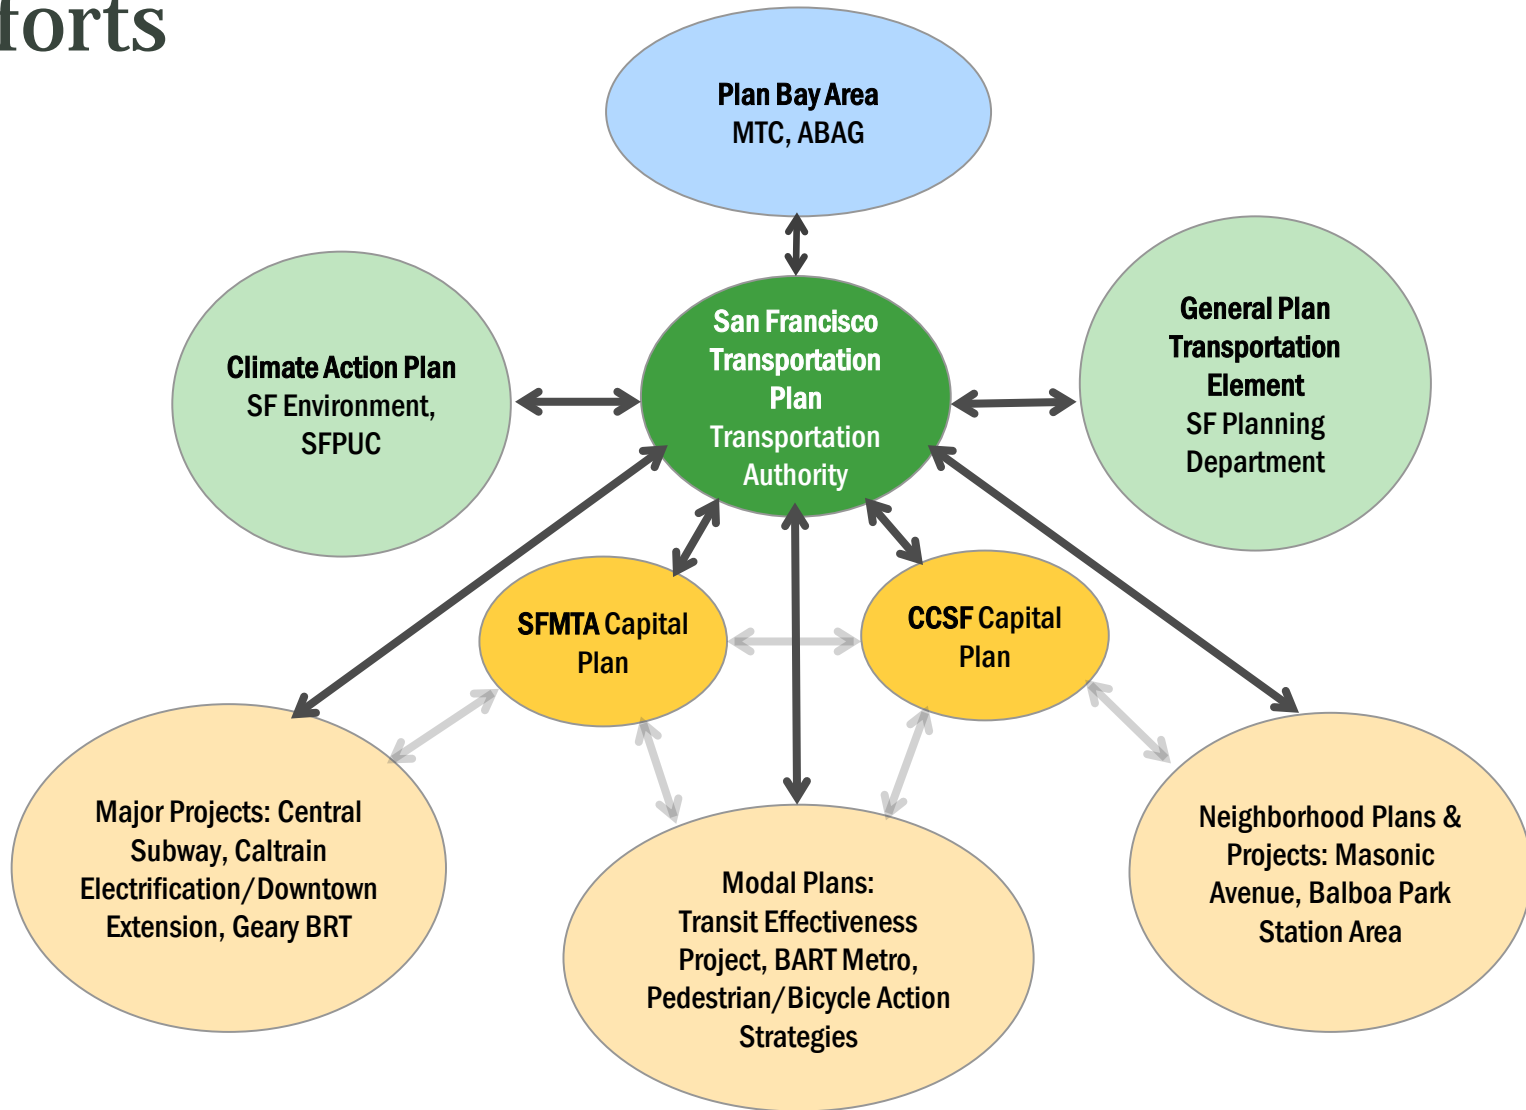 forts
Plan Bay Area
MTC, ABAG
San Francisco
Transportation
Plan
Transportation
Authority
Climate Action Plan
SF Environment,
SFPUC
General Plan
Transportation
Element
SF Planning
Department
SFMTA Capital
Plan
CCSF Capital
Plan
Major Projects: Central
Subway, Caltrain
Electrification/Downtown
Extension, Geary BRT
Modal Plans:
Transit Effectiveness
Project, BART Metro,
Pedestrian/Bicycle Action
Strategies
Neighborhood Plans &
Projects: Masonic
Avenue, Balboa Park
Station Area